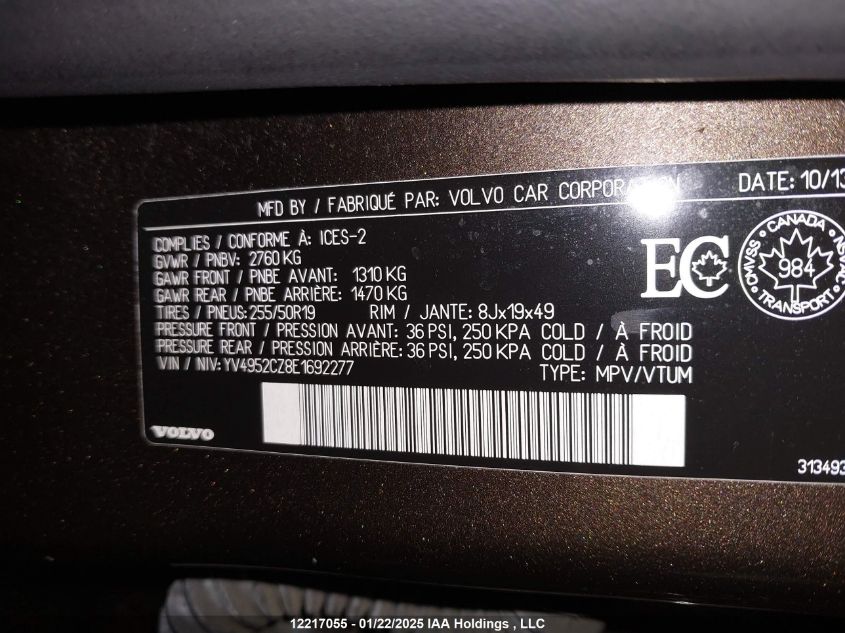 MFD BY / FABRIQUÉ PAR: VOLVO CAR CORPORATION DATE: 10/13
COMPLIES / CONFORME À: ICES-2
GVWR / PNBV: 2760 KG
GAWR FRONT / PNBE AVANT: 1310 KG
GAWR REAR / PNBE ARRIÈRE: 1470 KG
TIRES / PNEUS: 255/50R19 RIM / JANTE: 8Jx19x49
PRESSURE FRONT / PRESSION AVANT: 36 PSI, 250 KPA COLD / À FROID
PRESSURE REAR / PRESSION ARRIÈRE: 36 PSI, 250 KPA COLD / À FROID
VIN / NIV: YV4952CZ8E1692277 TYPE: MPV/VTUM
EC
CANADA
CMVSS 984 NSVAC
TRANSPORT
VOLVO
313493
12217055 - 01/22/2025 IAA Holdings , LLC